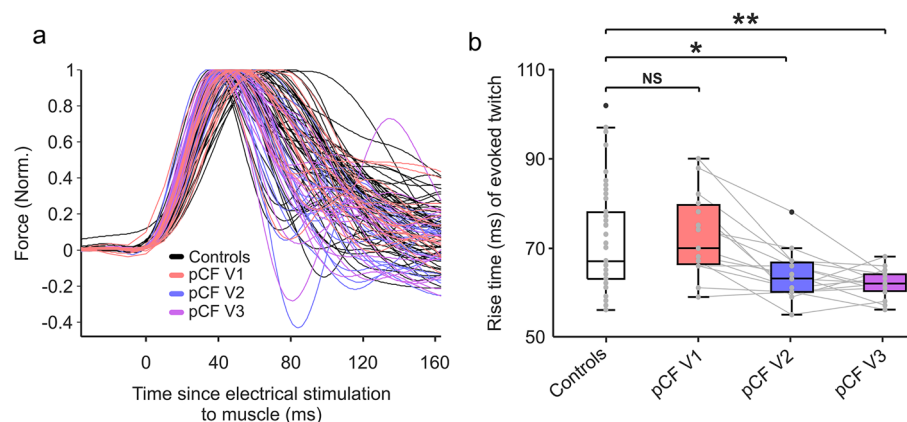 a
Force (Norm.)
1
0.8
0.6
0.4
0.2
0
-0.2
-0.4
Controls
pCF V1
pCF V2
pCF V3
0
40
80
120
160
Time since electrical stimulation
to muscle (ms)
b
Rise time (ms) of evoked twitch
110
90
70
50
**
*
NS
Controls
pCF V1
pCF V2
pCF V3